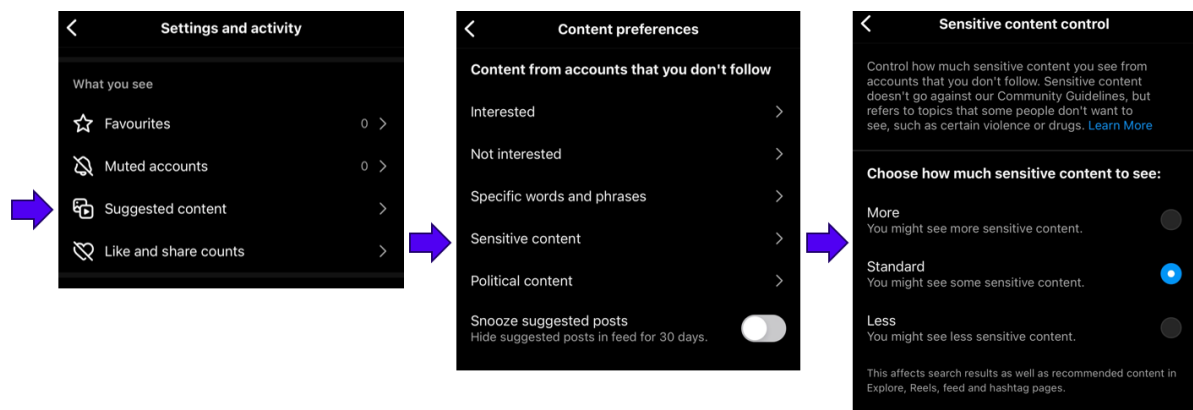 Settings and activity
What you see
Favourites 0
Muted accounts 0
Suggested content
Like and share counts
Content preferences
Content from accounts that you don't follow
Interested
Not interested
Specific words and phrases
Sensitive content
Political content
Snooze suggested posts
Hide suggested posts in feed for 30 days.
Sensitive content control
Control how much sensitive content you see from
accounts that you don't follow. Sensitive content
doesn't go against our Community Guidelines, but
refers to topics that some people don't want to
see, such as certain violence or drugs. Learn More
Choose how much sensitive content to see:
More
You might see more sensitive content.
Standard
You might see some sensitive content.
Less
You might see less sensitive content.
This affects search results as well as recommended content in
Explore, Reels, feed and hashtag pages.